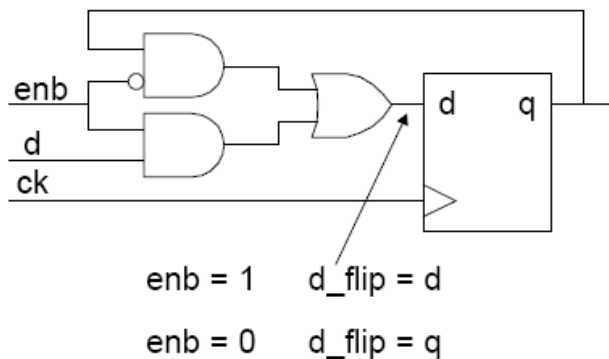 enb
d
ck
d q
enb = 1 d_flip = d
enb = 0 d_flip = q